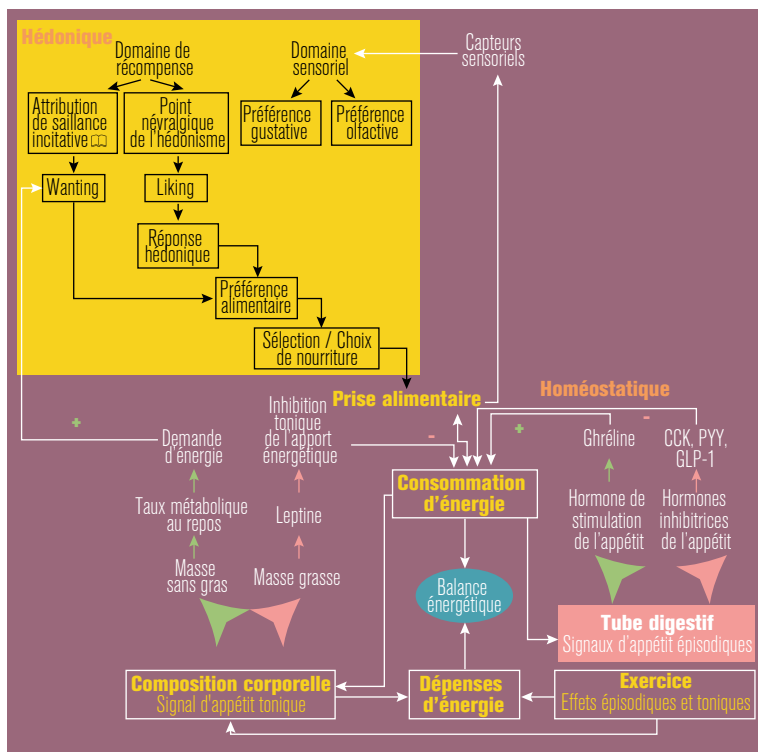 Hédonique
Domaine de
récompense
Domaine
sensoriel
Capteurs
sensoriels
Attribution
de saillance
incitative
Point
névralgique
de l'hédonisme
Préférence
gustative
Préférence
olfactive
Wanting
Liking
Réponse
hédonique
Préférence
alimentaire
Sélection / Choix
de nourriture
Prise alimentaire
Homéostatique
+
Demande
d'énergie
Inhibition
tonique
de l'apport
énergétique
-
+
-
Ghréline
CCK, PYY,
GLP-1
Consommation
d'énergie
Taux métabolique
au repos
Leptine
Hormone de
stimulation
de l'appétit
Hormones
inhibitrices
de l'appétit
Masse
sans gras
Masse grasse
Balance
énergétique
Tube digestif
Signaux d'appétit épisodiques
Composition corporelle
Signal d'appétit tonique
Dépenses
d'énergie
Exercice
Effets épisodiques et toniques